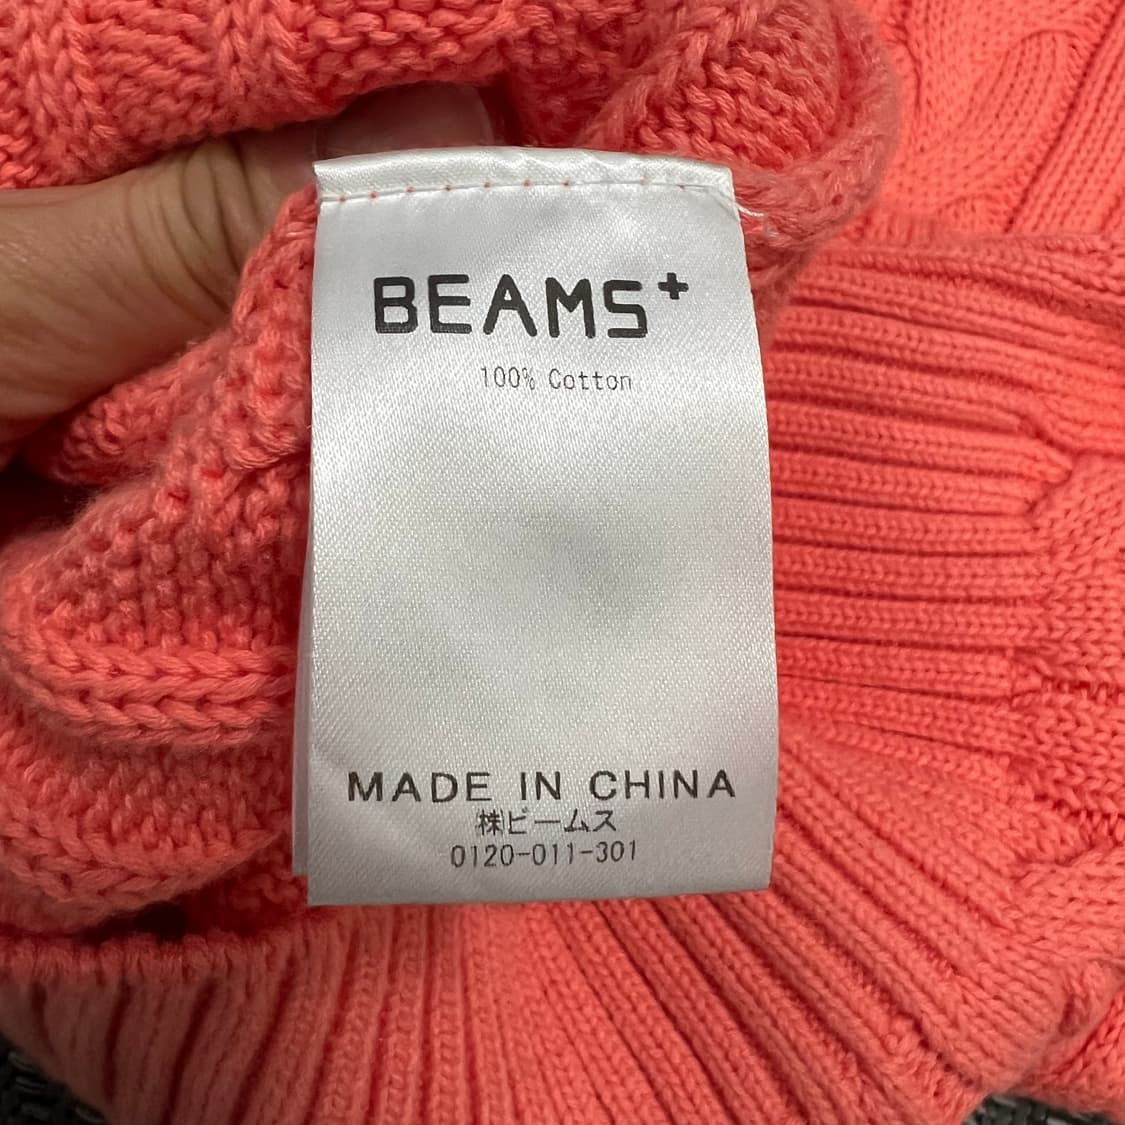 BEAMS+
100% Cotton
MADE IN CHINA
㈱ビームス
0120-011-301